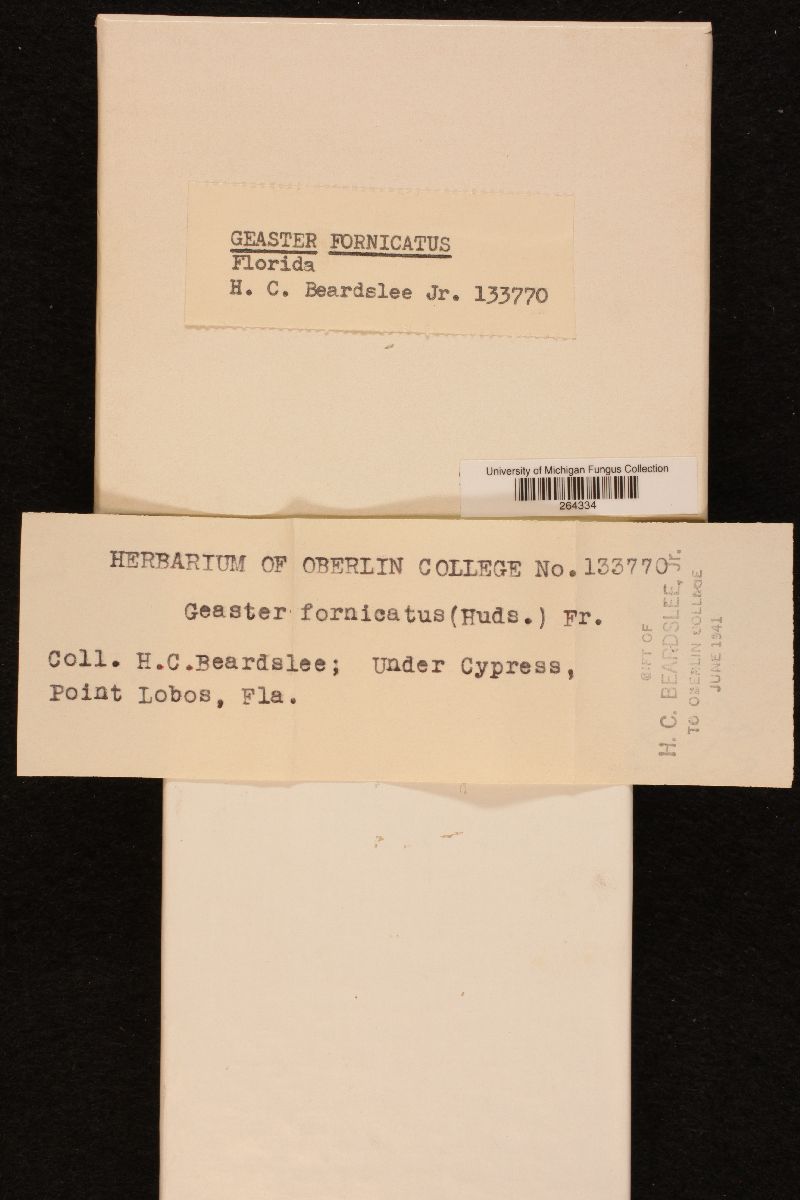 GEASTER FORNICATUS
Florida
H. C. Beardslee Jr. 133770
University of Michigan Fungus Collection
264334
HERBARIUM OF OBERLIN COLLEGE No. 133770
Geaster fornicatus (Huds.) Fr.
Coll. H.C.Beardslee; Under Cypress,
Point Lobos, Fla.
GIFT OF
H. C. BEARDSLEE, Jr.
TO OBERLIN COLLEGE
JUNE 1941